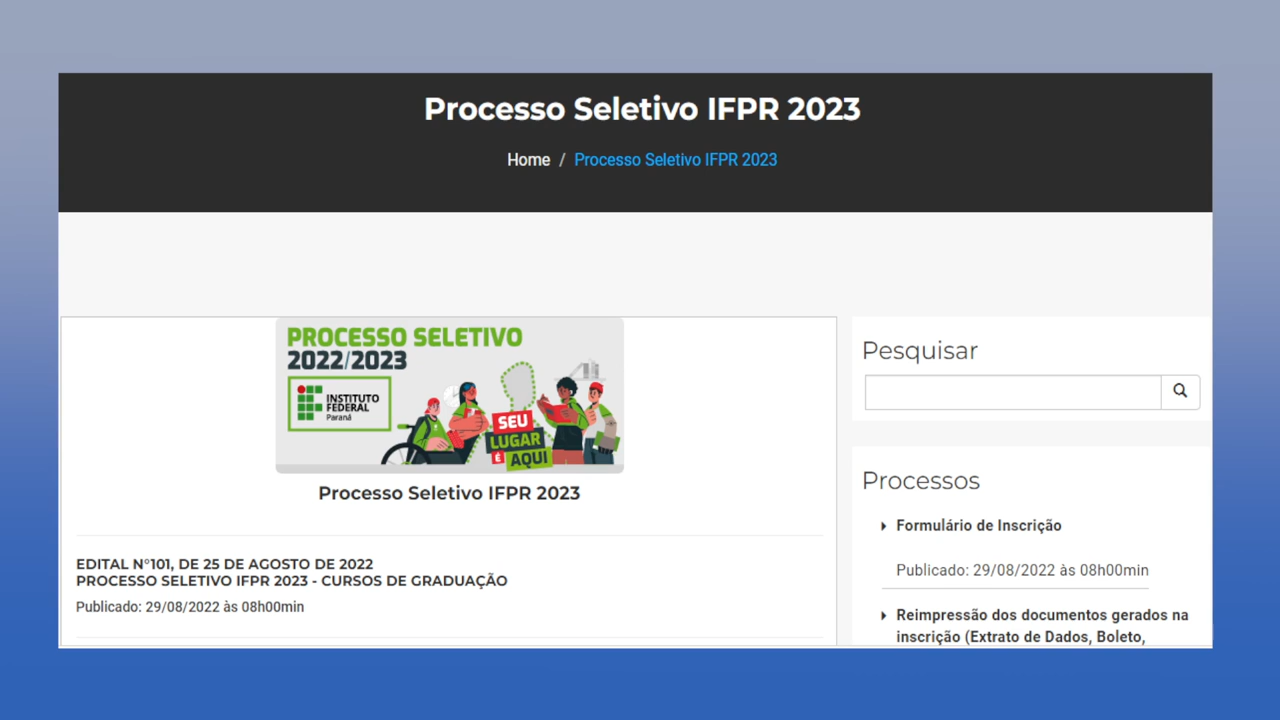 Processo Seletivo IFPR 2023
Home / Processo Seletivo IFPR 2023
PROCESSO SELETIVO
2022/2023
INSTITUTO
FEDERAL
Paraná
SEU
LUGAR
É AQUI
Processo Seletivo IFPR 2023
EDITAL N°101, DE 25 DE AGOSTO DE 2022
PROCESSO SELETIVO IFPR 2023 - CURSOS DE GRADUAÇÃO
Publicado: 29/08/2022 às 08h00min
Pesquisar
Processos
Formulário de Inscrição
Publicado: 29/08/2022 às 08h00min
Reimpressão dos documentos gerados na
inscrição (Extrato de Dados, Boleto,